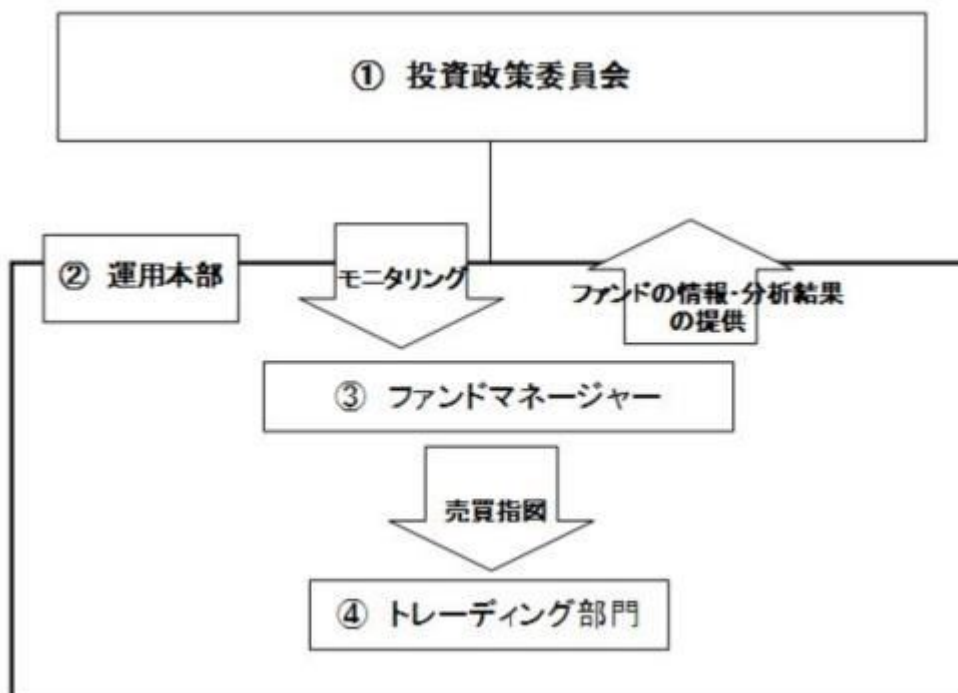 ① 投資政策委員会
② 運用本部
モニタリング
ファンドの情報・分析結果
の提供
③ ファンドマネージャー
売買指図
④ トレーディング部門